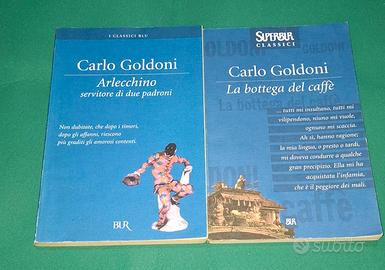 I CLASSICI BLU
Carlo Goldoni
Arlecchino
servitore di due padroni
Non dubitate, che dopo i timori,
dopo gli affanni, riescono
più graditi gli amorosi contenti.
BUR
SUPERBUR
CLASSICI
Carlo Goldoni
La bottega del caffè
... tutti mi insultano, tutti mi
vilipendono, niuno mi vuole,
ognuno mi scaccia.
Ah sì, hanno ragione;
la mia lingua, o presto o tardi,
mi doveva condurre a qualche
gran precipizio. Ella mi ha
acquistata l'infamia,
che è il peggiore dei mali.
BUR
subito.it